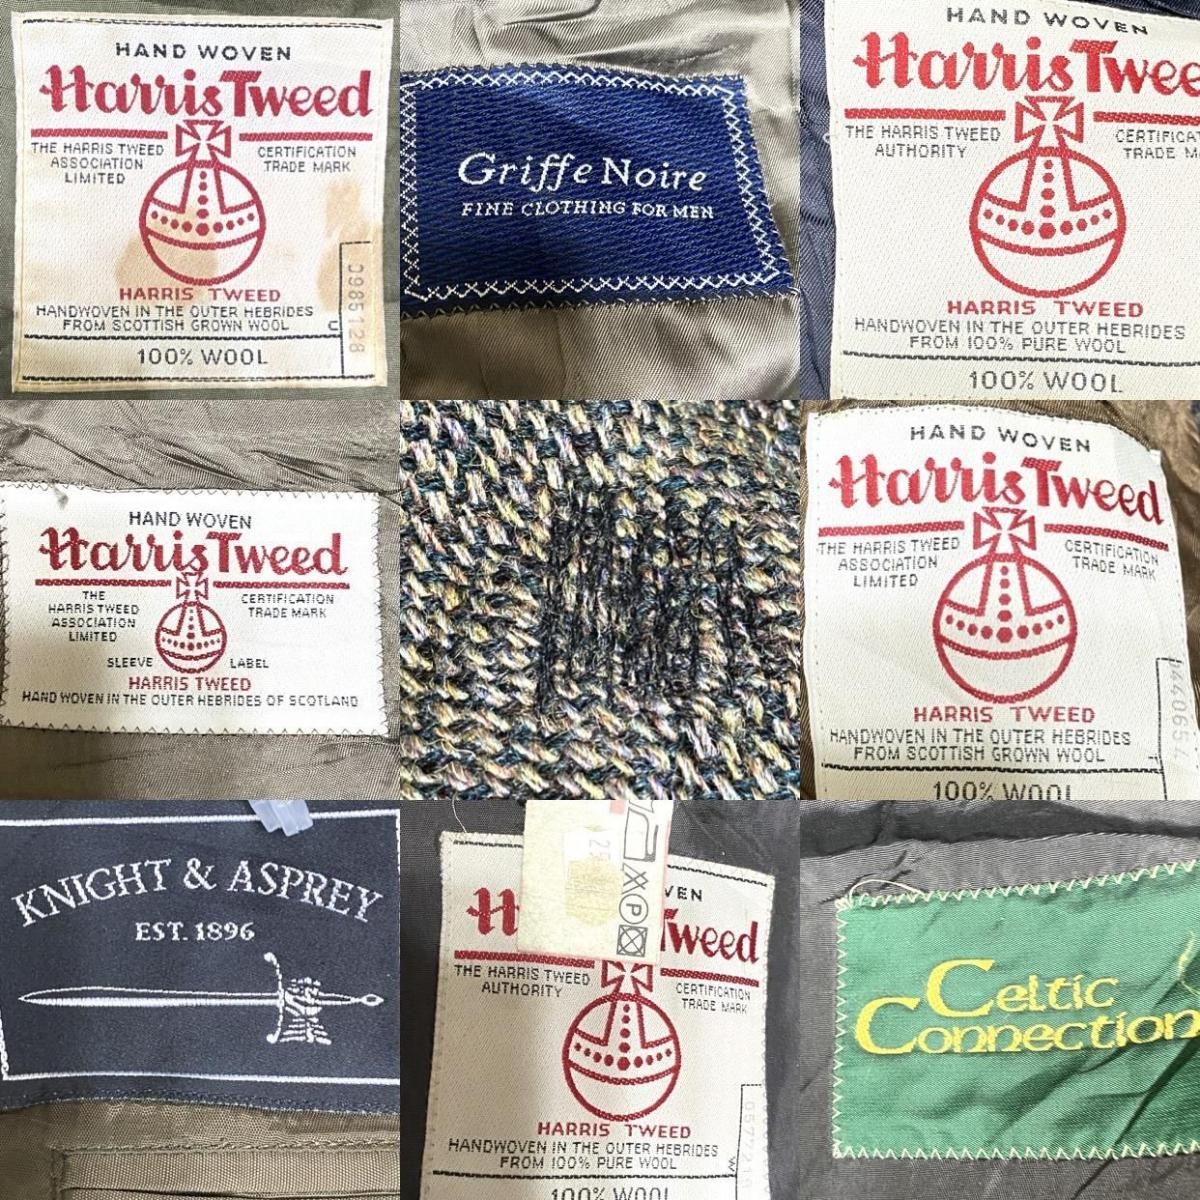 HAND WOVEN
Harris Tweed
THE HARRIS TWEED ASSOCIATION LIMITED
CERTIFICATION TRADE MARK
HARRIS TWEED
HANDWOVEN IN THE OUTER HEBRIDES
FROM SCOTTISH GROWN WOOL
C
0985128
100% WOOL
Griffe Noire
FINE CLOTHING FOR MEN
HAND WOVEN
Harris Twee
THE HARRIS TWEED AUTHORITY
CERTIFICA
TRADE M
HARRIS TWEED
HANDWOVEN IN THE OUTER HEBRIDES
FROM 100% PURE WOOL
100% WOOL
HAND WOVEN
Harris Tweed
THE
HARRIS TWEED
ASSOCIATION
LIMITED
CERTIFICATION
TRADE MARK
SLEEVE LABEL
HARRIS TWEED
HAND WOVEN IN THE OUTER HEBRIDES OF SCOTLAND
HAND WOVEN
Harris Tweed
THE HARRIS TWEED
ASSOCIATION
LIMITED
CERTIFICATION
TRADE MARK
HARRIS TWEED
HANDWOVEN IN THE OUTER HEBRIDES
FROM SCOTTISH GROWN WOOL
100% WOOL
KNIGHT & ASPREY
EST. 1896
VEN
H Tweed
THE HARRIS TWEED
AUTHORITY
CERTIFICATION
TRADE MARK
HARRIS TWEED
HANDWOVEN IN THE OUTER HEBRIDES
FROM 100% PURE WOOL
W
100% WOOL
Celtic
Connection